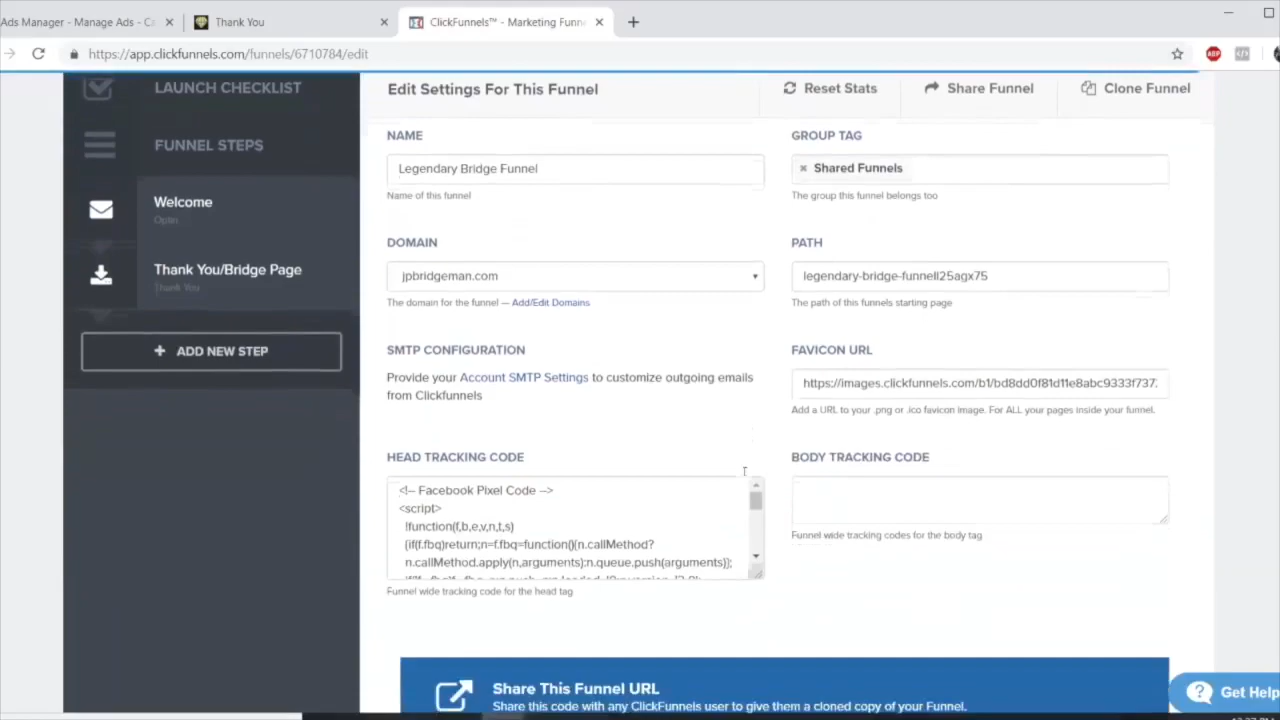 Ads Manager - Manage Ads - Ca
Thank You
ClickFunnels™ - Marketing Funne
https://app.clickfunnels.com/funnels/6710784/edit
ABP
LAUNCH CHECKLIST
FUNNEL STEPS
Welcome
Optin
Thank You/Bridge Page
Thank You
+ ADD NEW STEP
Edit Settings For This Funnel
Reset Stats
Share Funnel
Clone Funnel
NAME
Legendary Bridge Funnel
Name of this funnel
GROUP TAG
× Shared Funnels
The group this funnel belongs too
DOMAIN
jpbridgeman.com
The domain for the funnel — Add/Edit Domains
PATH
legendary-bridge-funnell25agx75
The path of this funnels starting page
SMTP CONFIGURATION
Provide your Account SMTP Settings to customize outgoing emails
from Clickfunnels
FAVICON URL
https://images.clickfunnels.com/b1/bd8dd0f81d11e8abc9333f737
Add a URL to your .png or .ico favicon image. For ALL your pages inside your funnel.
HEAD TRACKING CODE
<!-- Facebook Pixel Code -->
<script>
!function(f,b,e,v,n,t,s)
{if(f.fbq)return;n=f.fbq=function(){n.callMethod?
n.callMethod.apply(n,arguments):n.queue.push(arguments)};
Funnel wide tracking code for the head tag
BODY TRACKING CODE
Funnel wide tracking codes for the body tag
Share This Funnel URL
Share this code with any ClickFunnels user to give them a cloned copy of your Funnel.
Get Help